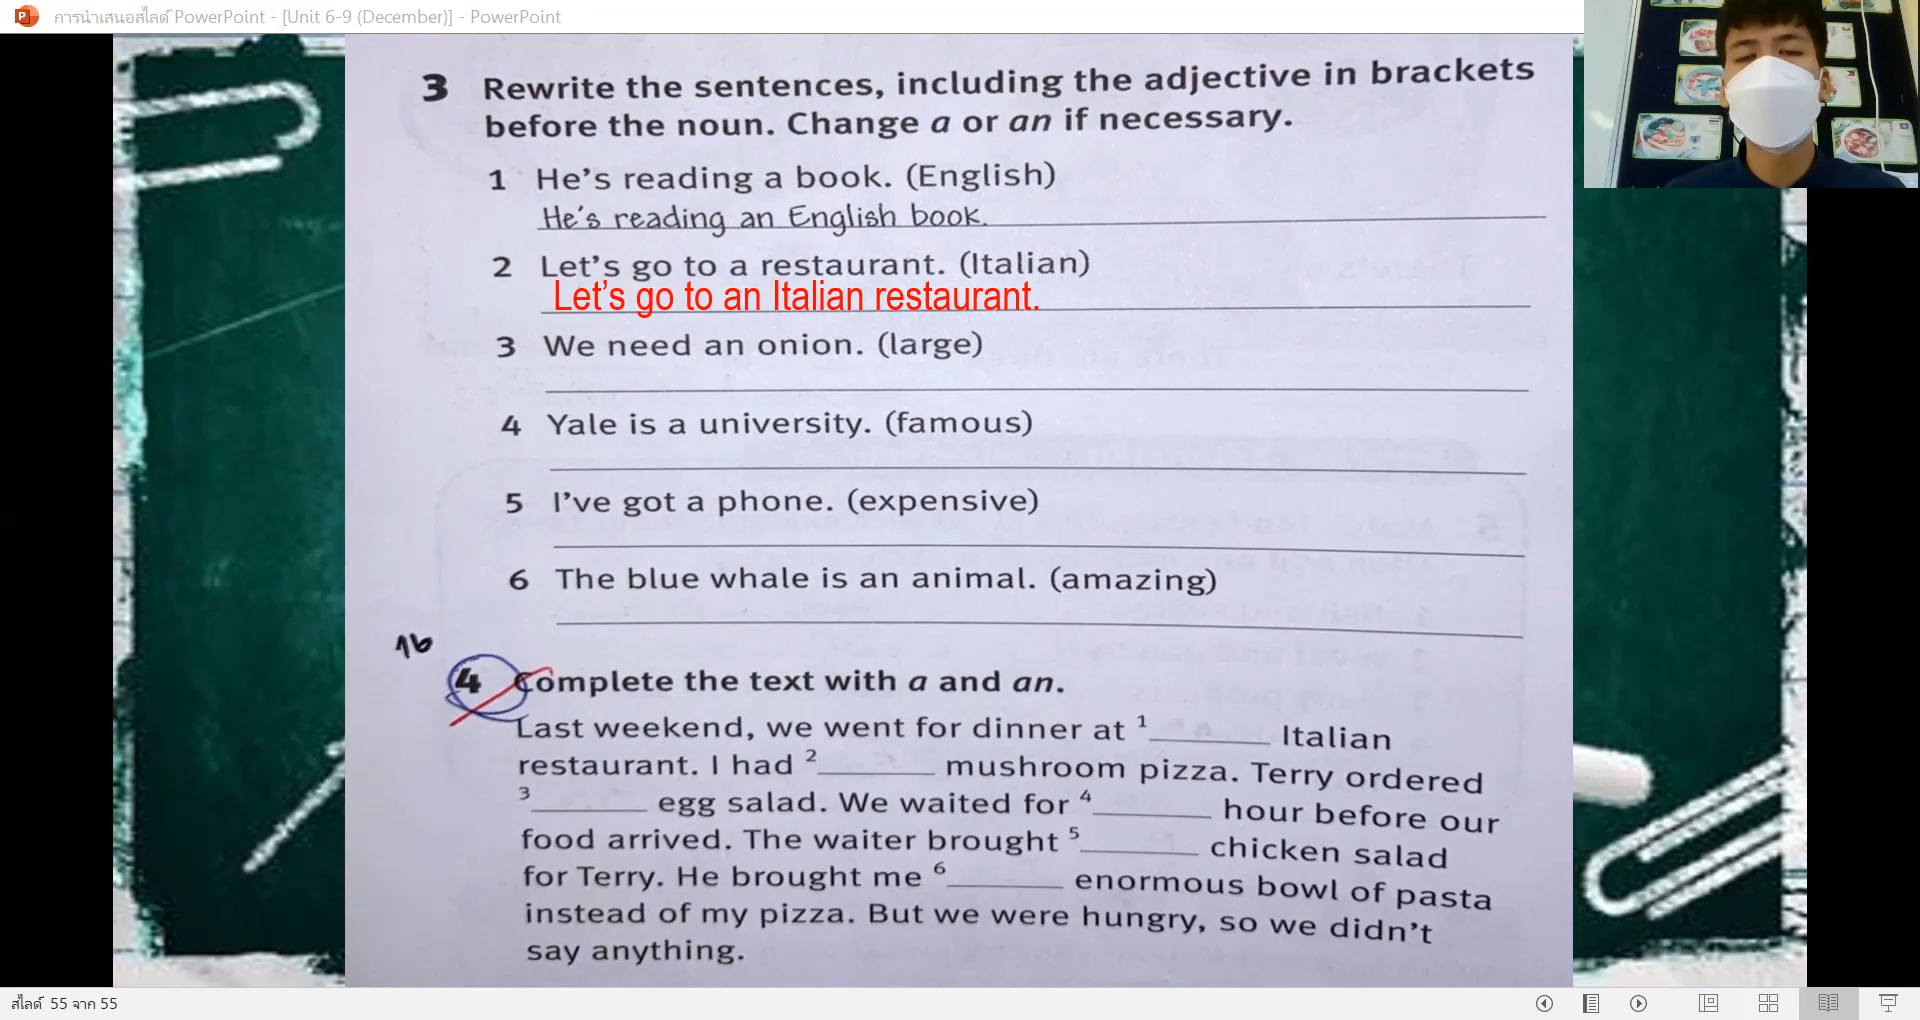 การนำเสนอสไลด์ PowerPoint - [Unit 6-9 (December)] - PowerPoint
3 Rewrite the sentences, including the adjective in brackets
before the noun. Change a or an if necessary.
1 He's reading a book. (English)
He's reading an English book.
2 Let's go to a restaurant. (Italian)
Let's go to an Italian restaurant.
3 We need an onion. (large)
4 Yale is a university. (famous)
5 I've got a phone. (expensive)
6 The blue whale is an animal. (amazing)
16
4 Complete the text with a and an.
Last weekend, we went for dinner at 1________ Italian
restaurant. I had 2________ mushroom pizza. Terry ordered
3________ egg salad. We waited for 4________ hour before our
food arrived. The waiter brought 5________ chicken salad
for Terry. He brought me 6________ enormous bowl of pasta
instead of my pizza. But we were hungry, so we didn't
say anything.
สไลด์ 55 จาก 55